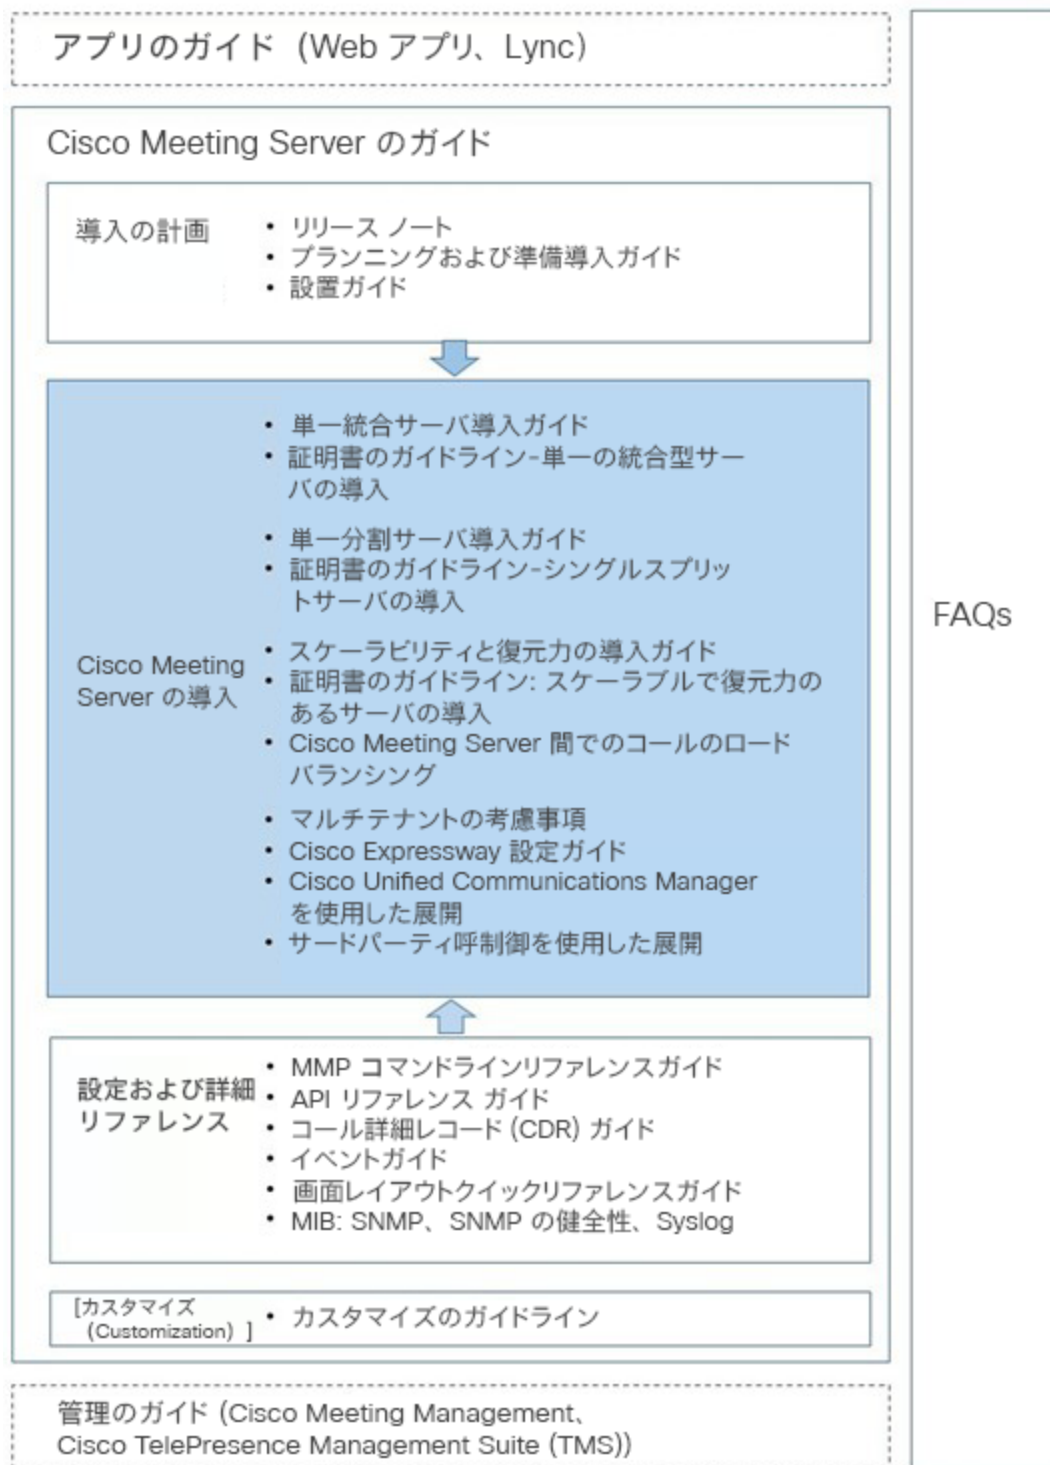 アプリのガイド（Web アプリ、Lync）
Cisco Meeting Server のガイド
導入の計画
• リリース ノート
• プランニングおよび準備導入ガイド
• 設置ガイド
Cisco Meeting
Server の導入
• 単一統合サーバ導入ガイド
• 証明書のガイドライン-単一の統合型サー
バの導入
• 単一分割サーバ導入ガイド
• 証明書のガイドライン-シングルスプリッ
トサーバの導入
• スケーラビリティと復元力の導入ガイド
• 証明書のガイドライン: スケーラブルで復元力の
あるサーバの導入
• Cisco Meeting Server 間でのコールのロード
バランシング
• マルチテナントの考慮事項
• Cisco Expressway 設定ガイド
• Cisco Unified Communications Manager
を使用した展開
• サードパーティ呼制御を使用した展開
設定および詳細
リファレンス
• MMP コマンドラインリファレンスガイド
• API リファレンス ガイド
• コール詳細レコード (CDR) ガイド
• イベントガイド
• 画面レイアウトクイックリファレンスガイド
• MIB: SNMP、SNMP の健全性、Syslog
[カスタマイズ
（Customization）]
• カスタマイズのガイドライン
管理のガイド (Cisco Meeting Management、
Cisco TelePresence Management Suite (TMS))
FAQs